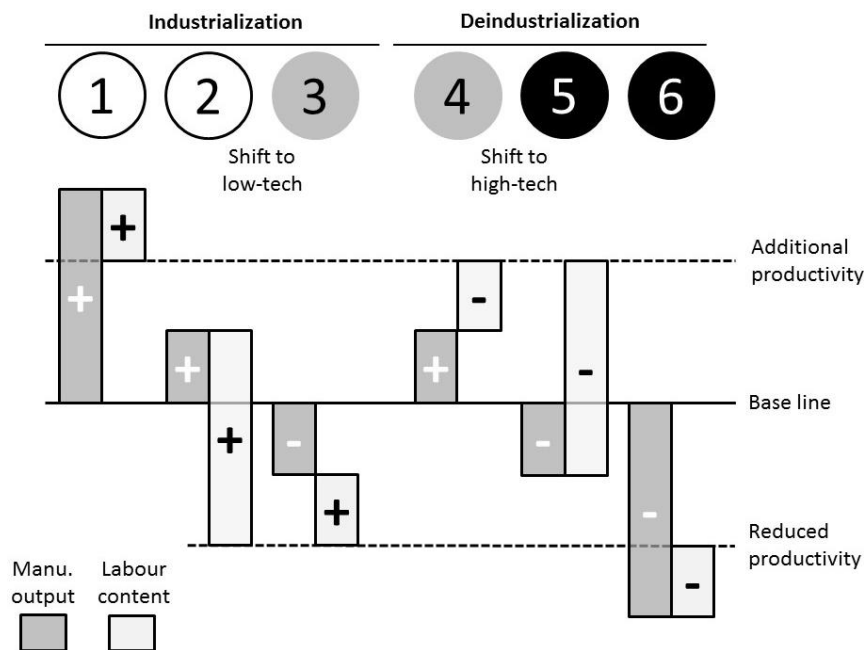 Industrialization
Deindustrialization
1
2
3
4
5
6
Shift to
low-tech
Shift to
high-tech
+
+
Additional
productivity
+
+
-
+
-
-
-
+
Base line
-
-
Reduced
productivity
Manu.
output
Labour
content